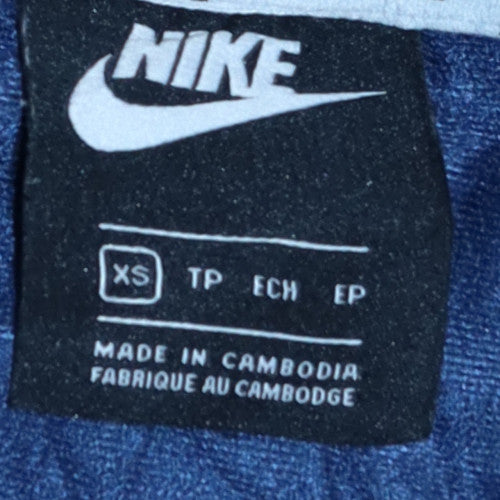 NIKE
XS TP ECH EP
MADE IN CAMBODIA
FABRIQUE AU CAMBODGE